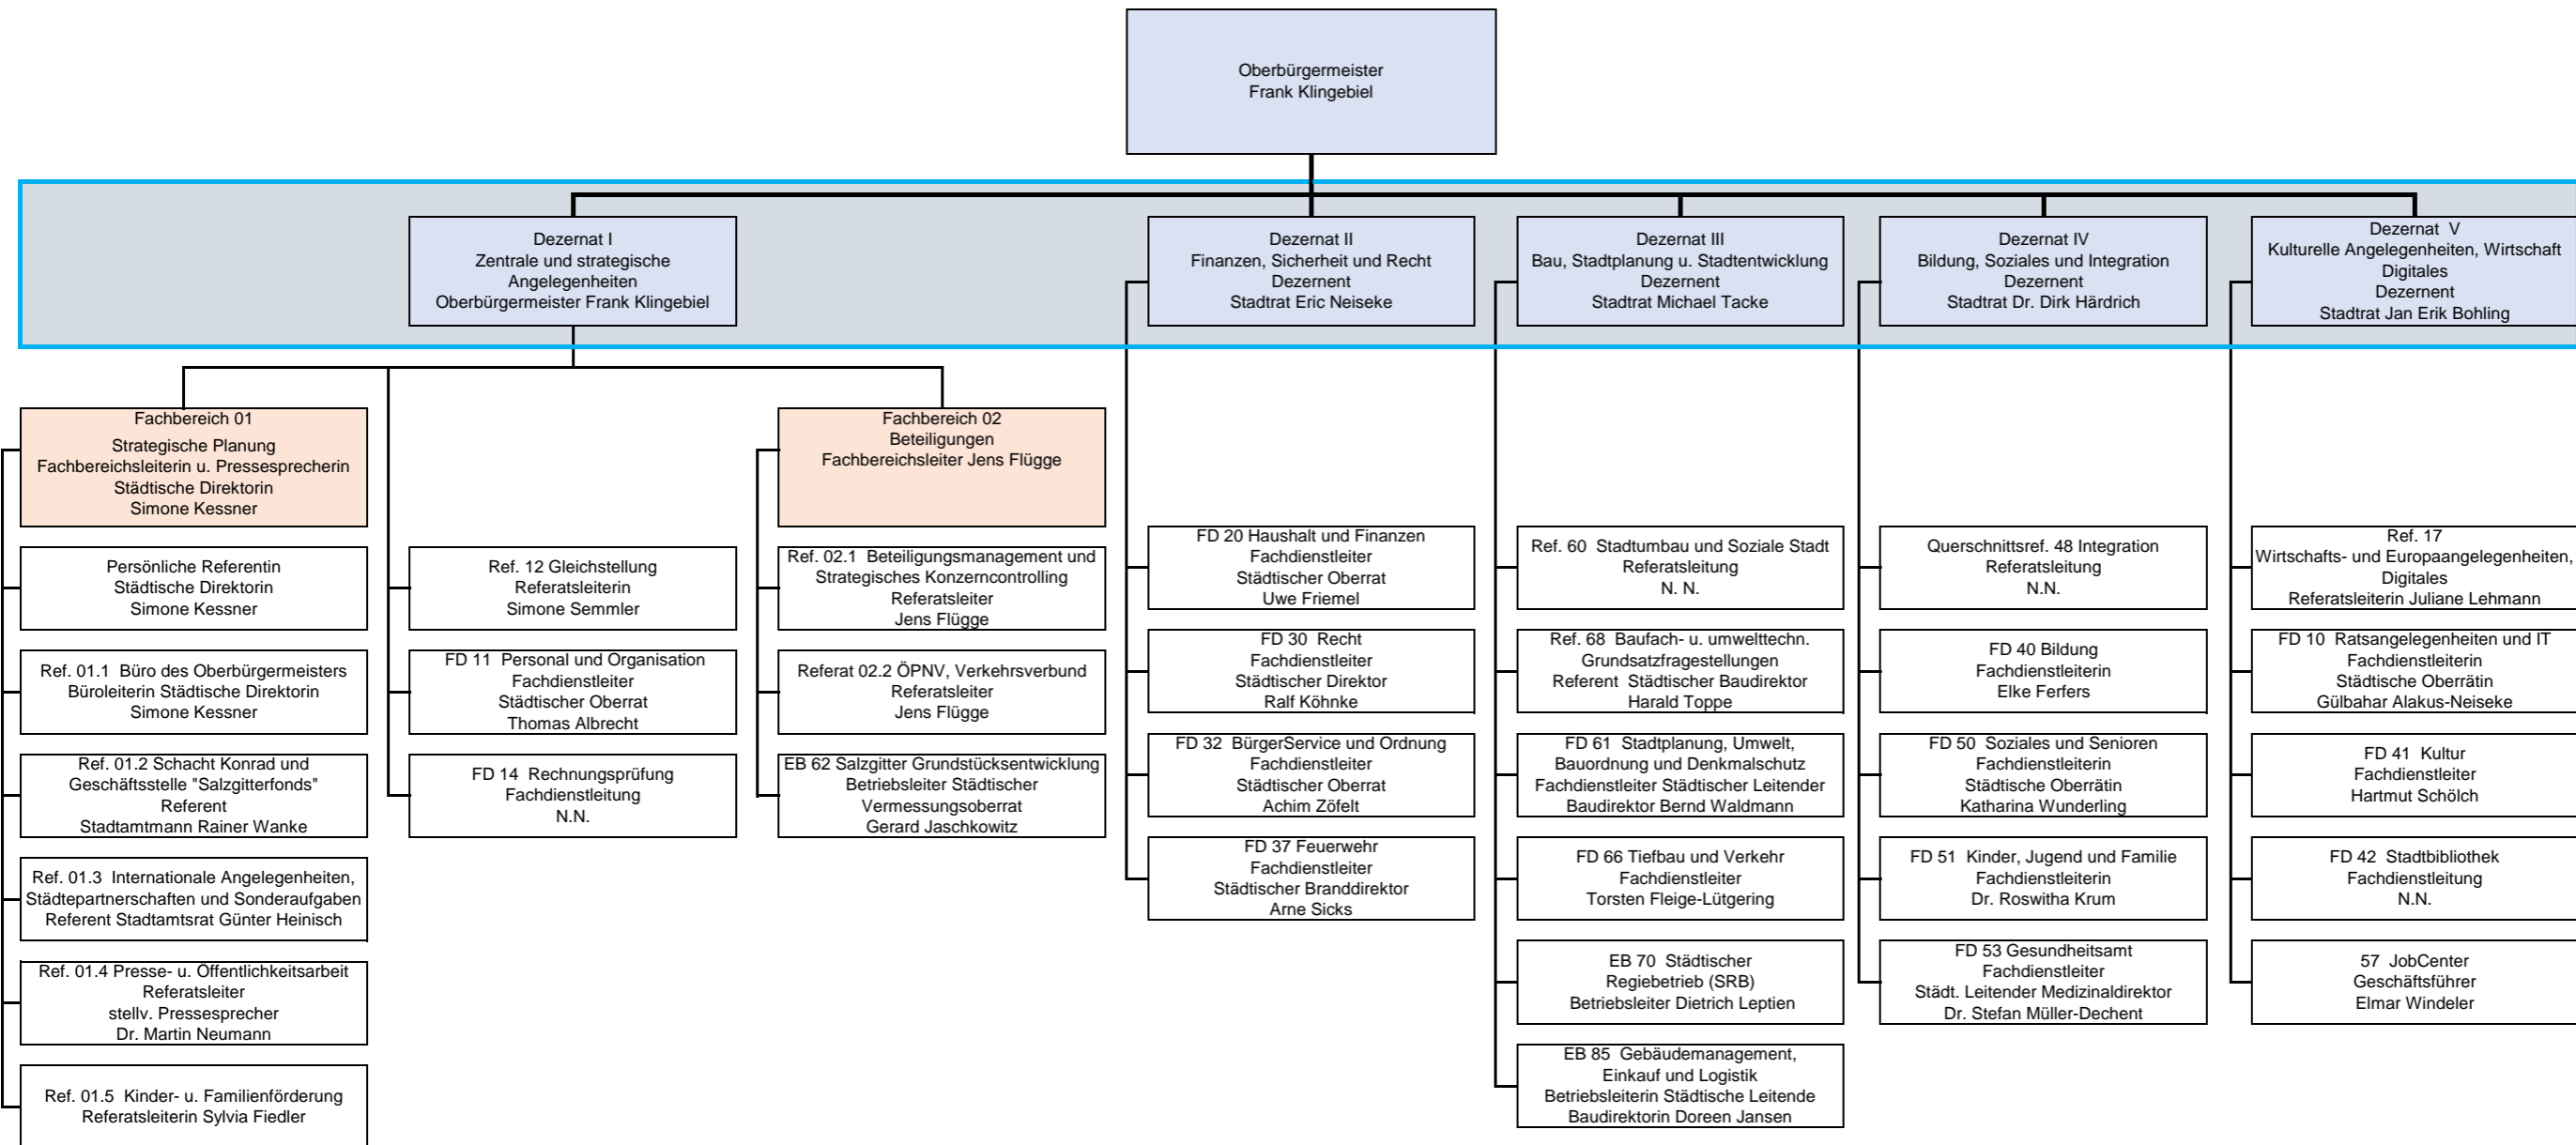 Oberbürgermeister
Frank Klingebiel
Dezernat I
Zentrale und strategische
Angelegenheiten
Oberbürgermeister Frank Klingebiel
Dezernat II
Finanzen, Sicherheit und Recht
Dezernent
Stadtrat Eric Neiseke
Dezernat III
Bau, Stadtplanung u. Stadtentwicklung
Dezernent
Stadtrat Michael Tacke
Dezernat IV
Bildung, Soziales und Integration
Dezernent
Stadtrat Dr. Dirk Härdrich
Dezernat V
Kulturelle Angelegenheiten, Wirtschaft
Digitales
Dezernent
Stadtrat Jan Erik Bohling
Fachbereich 01
Strategische Planung
Fachbereichsleiterin u. Pressesprecherin
Städtische Direktorin
Simone Kessner
Persönliche Referentin
Städtische Direktorin
Simone Kessner
Ref. 01.1 Büro des Oberbürgermeisters
Büroleiterin Städtische Direktorin
Simone Kessner
Ref. 01.2 Schacht Konrad und
Geschäftsstelle "Salzgitterfonds"
Referent
Stadtamtmann Rainer Wanke
Ref. 01.3 Internationale Angelegenheiten,
Städtepartnerschaften und Sonderaufgaben
Referent Stadtamtsrat Günter Heinisch
Ref. 01.4 Presse- u. Öffentlichkeitsarbeit
Referatsleiter
stellv. Pressesprecher
Dr. Martin Neumann
Ref. 01.5 Kinder- u. Familienförderung
Referatsleiterin Sylvia Fiedler
Ref. 12 Gleichstellung
Referatsleiterin
Simone Semmler
FD 11 Personal und Organisation
Fachdienstleiter
Städtischer Oberrat
Thomas Albrecht
FD 14 Rechnungsprüfung
Fachdienstleitung
N.N.
Fachbereich 02
Beteiligungen
Fachbereichsleiter Jens Flügge
Ref. 02.1 Beteiligungsmanagement und
Strategisches Konzerncontrolling
Referatsleiter
Jens Flügge
Referat 02.2 ÖPNV, Verkehrsverbund
Referatsleiter
Jens Flügge
EB 62 Salzgitter Grundstücksentwicklung
Betriebsleiter Städtischer
Vermessungsoberrat
Gerard Jaschkowitz
FD 20 Haushalt und Finanzen
Fachdienstleiter
Städtischer Oberrat
Uwe Friemel
FD 30 Recht
Fachdienstleiter
Städtischer Direktor
Ralf Köhnke
FD 32 BürgerService und Ordnung
Fachdienstleiter
Städtischer Oberrat
Achim Zöfelt
FD 37 Feuerwehr
Fachdienstleiter
Städtischer Branddirektor
Arne Sicks
Ref. 60 Stadtumbau und Soziale Stadt
Referatsleitung
N. N.
Ref. 68 Baufach- u. umwelttechn.
Grundsatzfragestellungen
Referent Städtischer Baudirektor
Harald Toppe
FD 61 Stadtplanung, Umwelt,
Bauordnung und Denkmalschutz
Fachdienstleiter Städtischer Leitender
Baudirektor Bernd Waldmann
FD 66 Tiefbau und Verkehr
Fachdienstleiter
Torsten Fleige-Lütgering
EB 70 Städtischer
Regiebetrieb (SRB)
Betriebsleiter Dietrich Leptien
EB 85 Gebäudemanagement,
Einkauf und Logistik
Betriebsleiterin Städtische Leitende
Baudirektorin Doreen Jansen
Querschnittsref. 48 Integration
Referatsleitung
N.N.
FD 40 Bildung
Fachdienstleiterin
Elke Ferfers
FD 50 Soziales und Senioren
Fachdienstleiterin
Städtische Oberrätin
Katharina Wunderling
FD 51 Kinder, Jugend und Familie
Fachdienstleiterin
Dr. Roswitha Krum
FD 53 Gesundheitsamt
Fachdienstleiter
Städt. Leitender Medizinaldirektor
Dr. Stefan Müller-Dechent
Ref. 17
Wirtschafts- und Europaangelegenheiten,
Digitales
Referatsleiterin Juliane Lehmann
FD 10 Ratsangelegenheiten und IT
Fachdienstleiterin
Städtische Oberrätin
Gülbahar Alakus-Neiseke
FD 41 Kultur
Fachdienstleiter
Hartmut Schölch
FD 42 Stadtbibliothek
Fachdienstleitung
N.N.
57 JobCenter
Geschäftsführer
Elmar Windeler